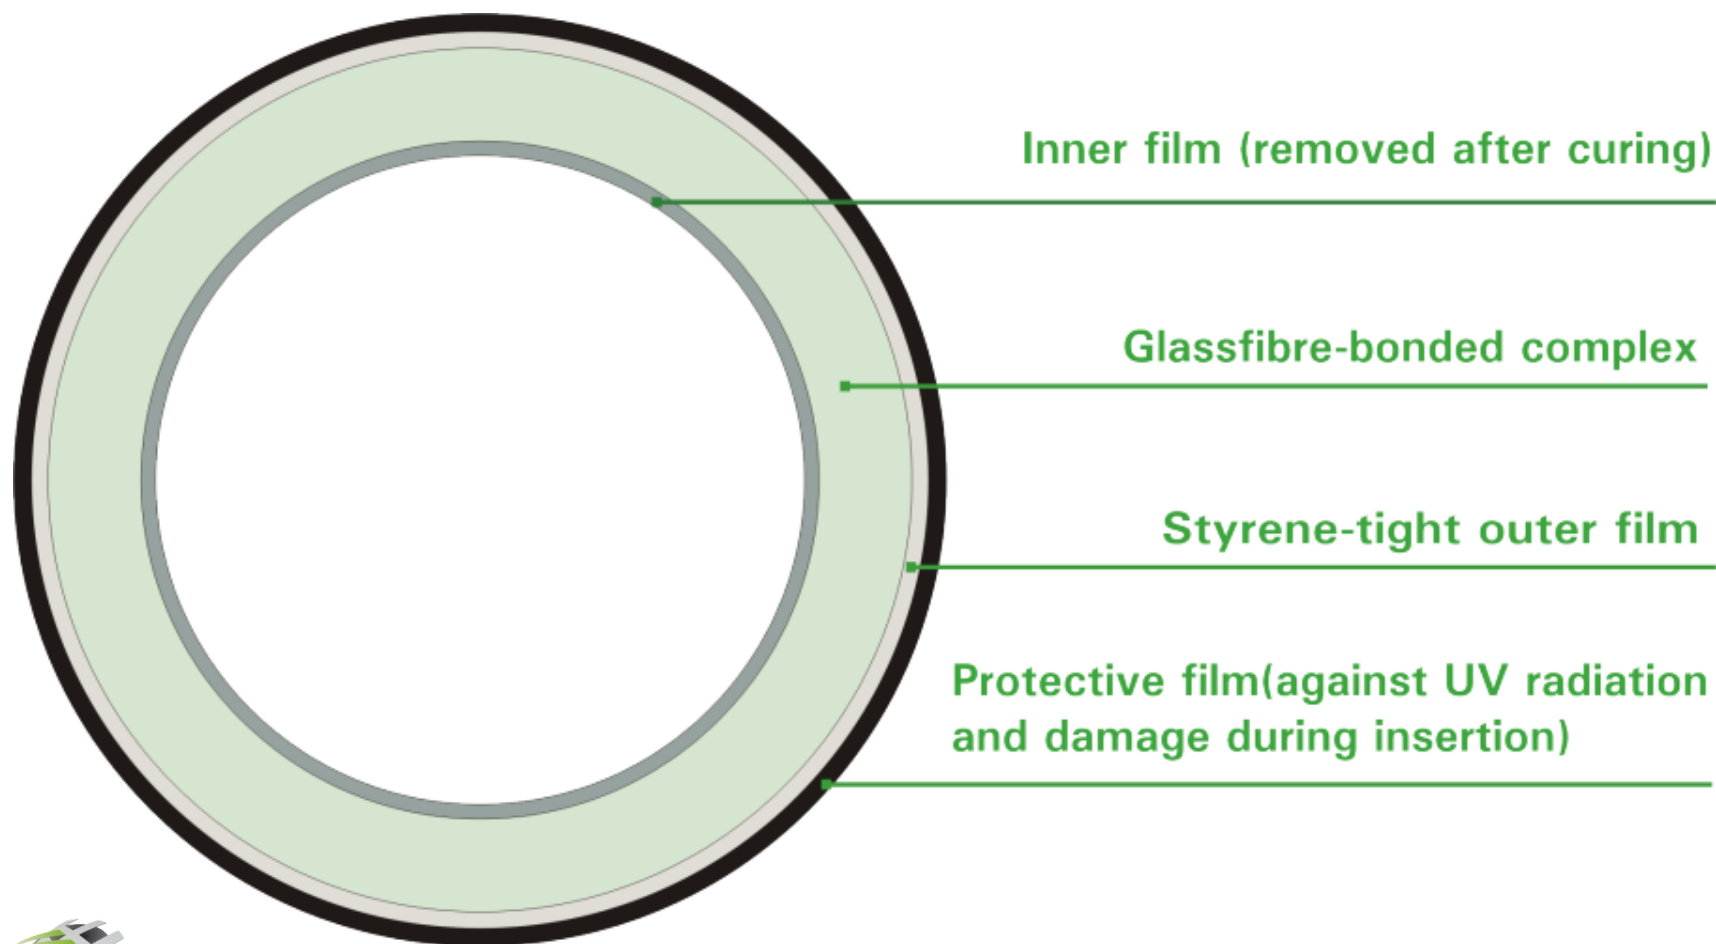 Inner film (removed after curing)
Glassfibre-bonded complex
Styrene-tight outer film
Protective film(against UV radiation
and damage during insertion)